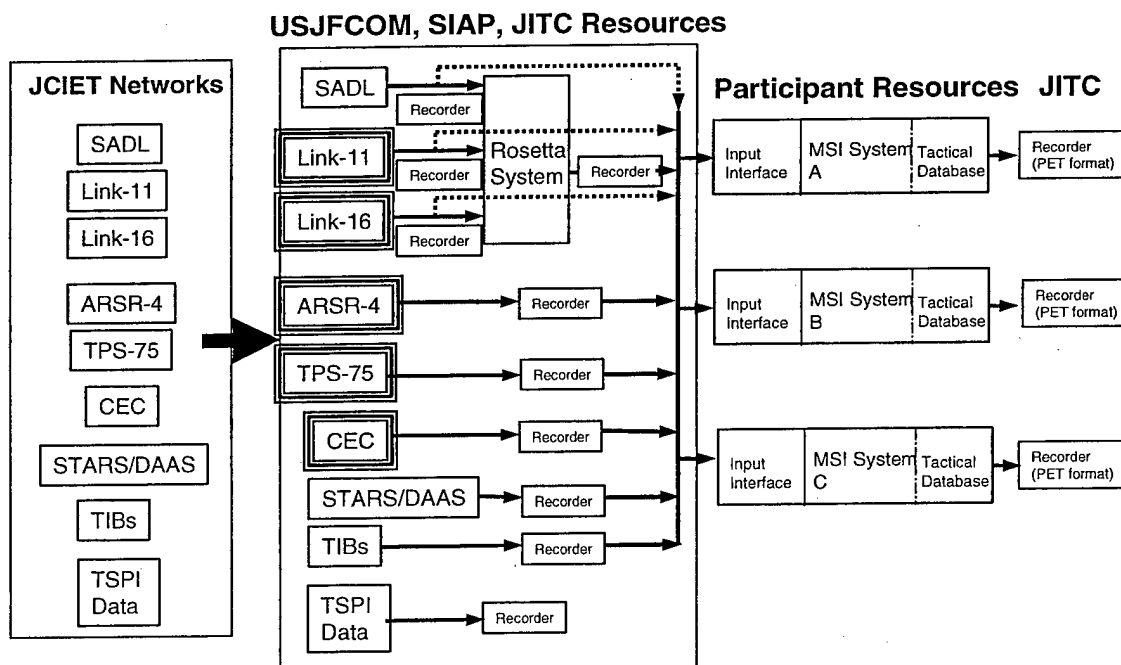 USJFCOM, SIAP, JITC Resources
JCIET Networks
SADL
Link-11
Link-16
ARSR-4
TPS-75
CEC
STARS/DAAS
TIBs
TSPI
Data
SADL
Recorder
Link-11
Recorder
Link-16
Recorder
Rosetta
System
Recorder
ARSR-4
Recorder
TPS-75
Recorder
CEC
Recorder
STARS/DAAS
Recorder
TIBs
Recorder
TSPI
Data
Recorder
Participant Resources
JITC
Input
Interface
MSI System
A
Tactical
Database
Recorder
(PET format)
Input
Interface
MSI System
B
Tactical
Database
Recorder
(PET format)
Input
Interface
MSI System
C
Tactical
Database
Recorder
(PET format)